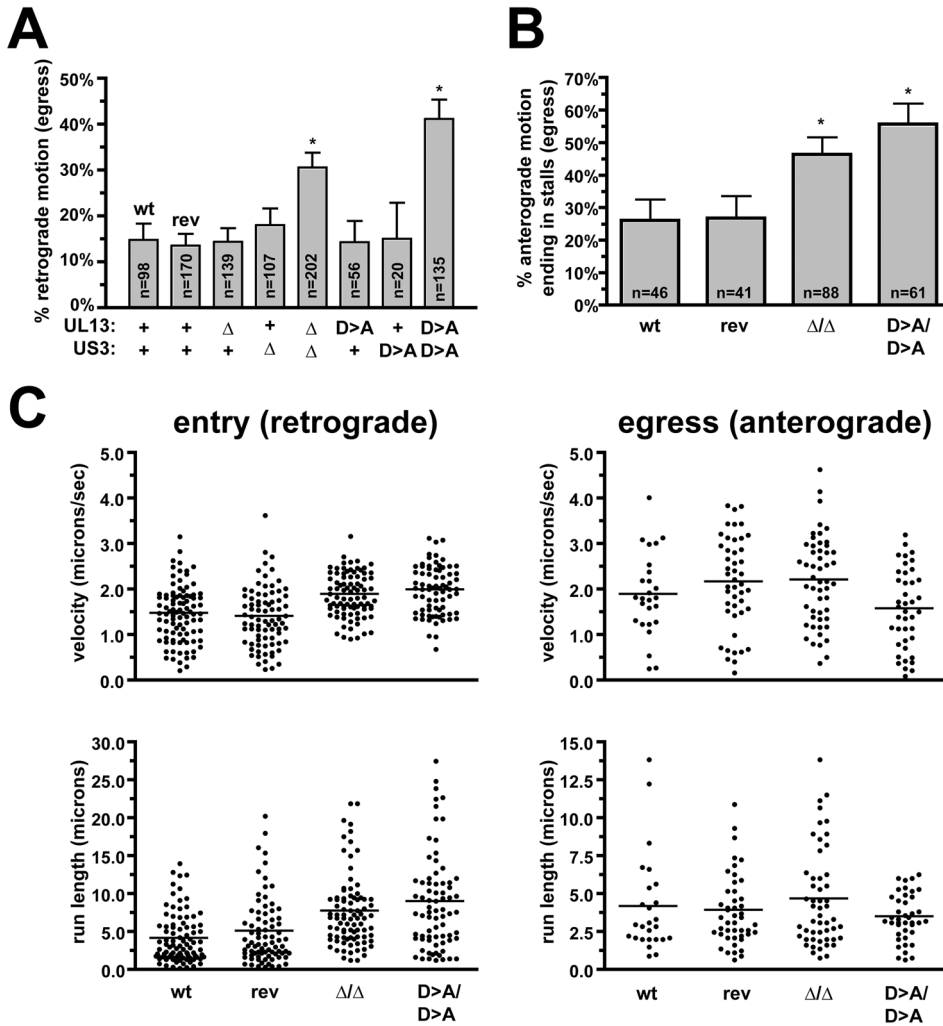 A
% retrograde motion (egress)
50%
40%
30%
20%
10%
0%
wt
rev
*
*
n=98
n=170
n=139
n=107
n=202
n=56
n=20
n=135
UL13: + + Δ + Δ D>A + D>A
US3: + + + Δ Δ + D>A D>A
B
% anterograde motion
ending in stalls (egress)
70%
60%
50%
40%
30%
20%
10%
0%
*
*
n=46 n=41 n=88 n=61
wt rev Δ/Δ D>A/
D>A
C
entry (retrograde)
velocity (microns/sec)
5.0
4.0
3.0
2.0
1.0
0.0
egress (anterograde)
velocity (microns/sec)
5.0
4.0
3.0
2.0
1.0
0.0
run length (microns)
30.0
25.0
20.0
15.0
10.0
5.0
0.0
wt rev Δ/Δ D>A/
D>A
run length (microns)
15.0
12.5
10.0
7.5
5.0
2.5
0.0
wt rev Δ/Δ D>A/
D>A